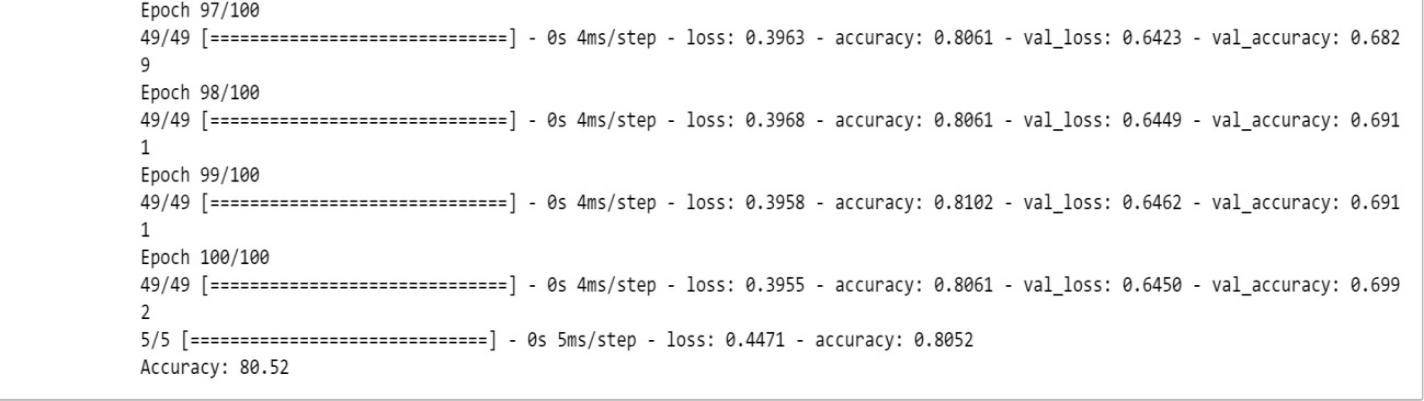 Epoch 97/100
49/49 [==============================] - 0s 4ms/step - loss: 0.3963 - accuracy: 0.8061 - val_loss: 0.6423 - val_accuracy: 0.682
9
Epoch 98/100
49/49 [==============================] - 0s 4ms/step - loss: 0.3968 - accuracy: 0.8061 - val_loss: 0.6449 - val_accuracy: 0.691
1
Epoch 99/100
49/49 [==============================] - 0s 4ms/step - loss: 0.3958 - accuracy: 0.8102 - val_loss: 0.6462 - val_accuracy: 0.691
1
Epoch 100/100
49/49 [==============================] - 0s 4ms/step - loss: 0.3955 - accuracy: 0.8061 - val_loss: 0.6450 - val_accuracy: 0.699
2
5/5 [==============================] - 0s 5ms/step - loss: 0.4471 - accuracy: 0.8052
Accuracy: 80.52